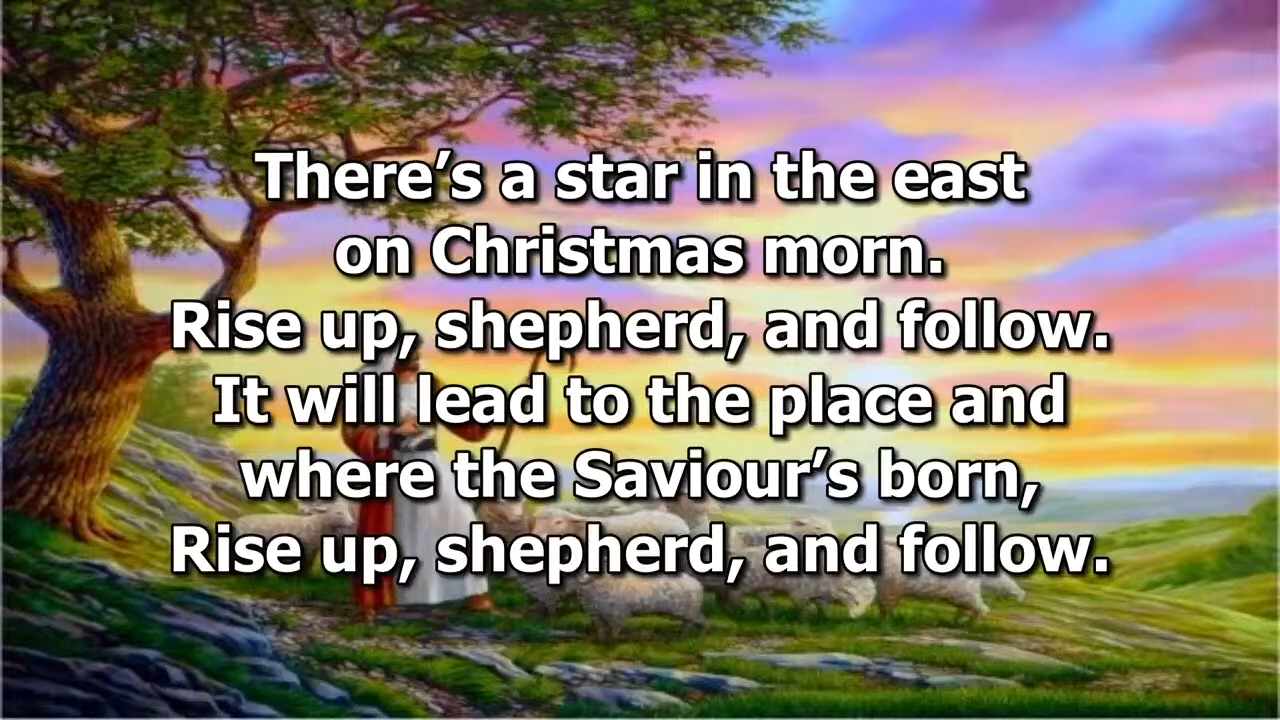 There’s a star in the east
on Christmas morn.
Rise up, shepherd, and follow.
It will lead to the place and
where the Saviour’s born,
Rise up, shepherd, and follow.